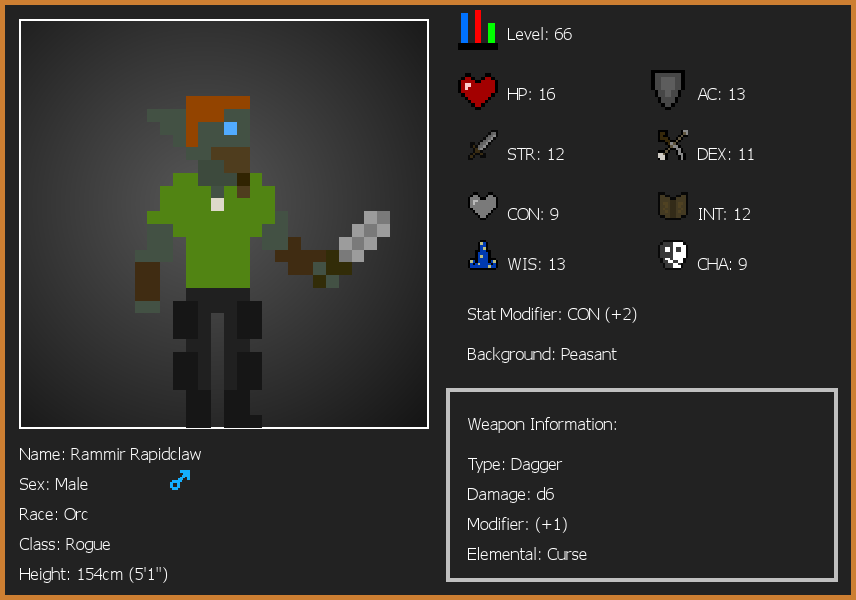 Level: 66
HP: 16
AC: 13
STR: 12
DEX: 11
CON: 9
INT: 12
WIS: 13
CHA: 9
Stat Modifier: CON (+2)
Background: Peasant
Weapon Information:
Type: Dagger
Damage: d6
Modifier: (+1)
Elemental: Curse
Name: Rammir Rapidclaw
Sex: Male
Race: Orc
Class: Rogue
Height: 154cm (5'1")